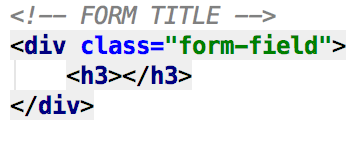 <!-- FORM TITLE -->
<div class="form-field">
    <h3></h3>
</div>